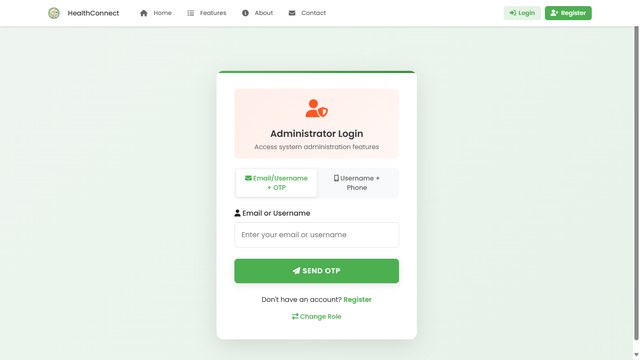 HealthConnect
Home
Features
About
Contact
Login
Register
Administrator Login
Access system administration features
Email/Username
+ OTP
Username +
Phone
Email or Username
Enter your email or username
SEND OTP
Don't have an account? Register
Change Role